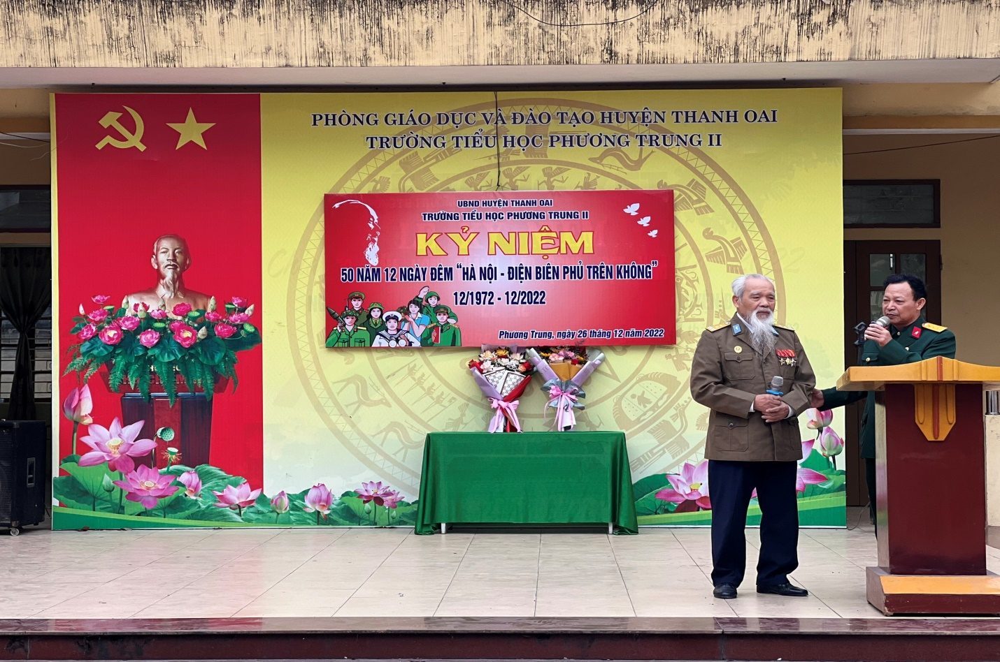 PHÒNG GIÁO DỤC VÀ ĐÀO TẠO HUYỆN THANH OAI
TRƯỜNG TIỂU HỌC PHƯƠNG TRUNG II
UBND HUYỆN THANH OAI
TRƯỜNG TIỂU HỌC PHƯƠNG TRUNG II
KỶ NIỆM
50 NĂM 12 NGÀY ĐÊM “HÀ NỘI - ĐIỆN BIÊN PHỦ TRÊN KHÔNG”
12/1972 - 12/2022
Phương Trung, ngày 26 tháng 12 năm 2022